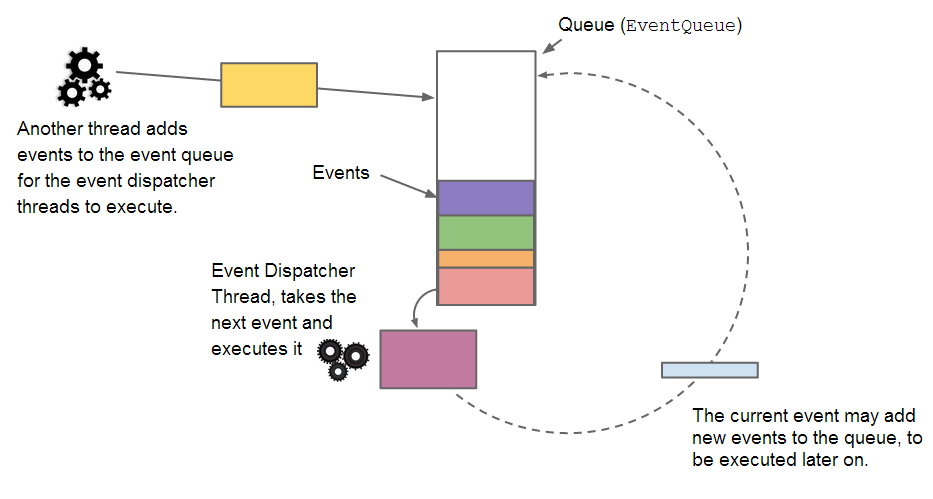 Queue (EventQueue)
Another thread adds
events to the event queue
for the event dispatcher
threads to execute.
Events
Event Dispatcher
Thread, takes the
next event and
executes it
The current event may add
new events to the queue, to
be executed later on.